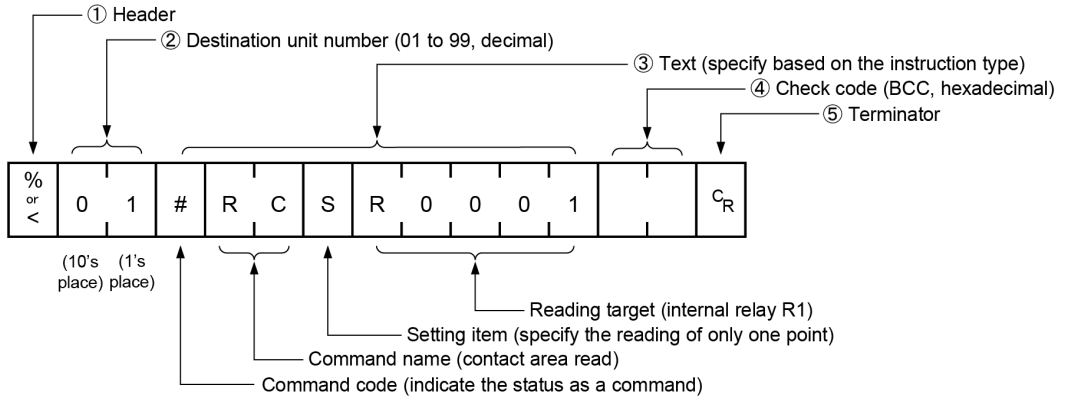 ① Header
② Destination unit number (01 to 99, decimal)
③ Text (specify based on the instruction type)
④ Check code (BCC, hexadecimal)
⑤ Terminator
% or < 0 1 # R C S R 0 0 0 1 CR
(10's place) (1's place)
Reading target (internal relay R1)
Setting item (specify the reading of only one point)
Command name (contact area read)
Command code (indicate the status as a command)